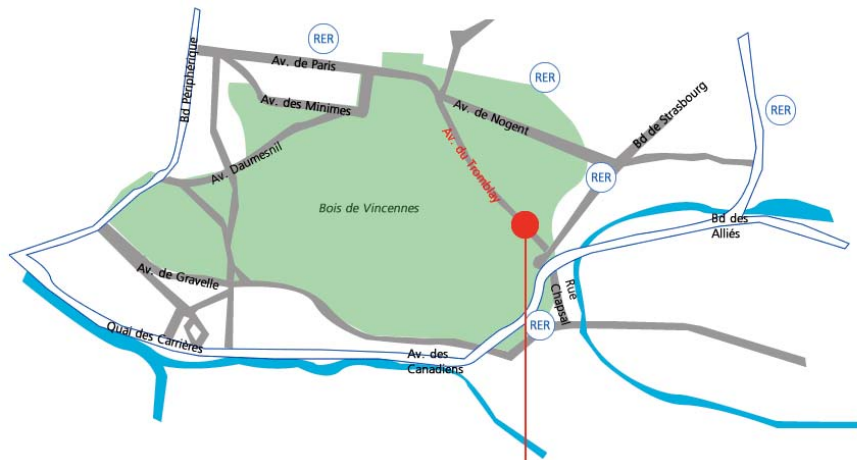 RER
Av. de Paris
Bd Périphérique
RER
Av. des Minimes
Av. de Nogent
Bd de Strasbourg
RER
Av. Daumesnil
Av. du Tromblay
RER
Bois de Vincennes
Bd des
Alliés
Av. de Gravelle
Rue
Chapsal
RER
Quai des Carrières
Av. des
Canadiens